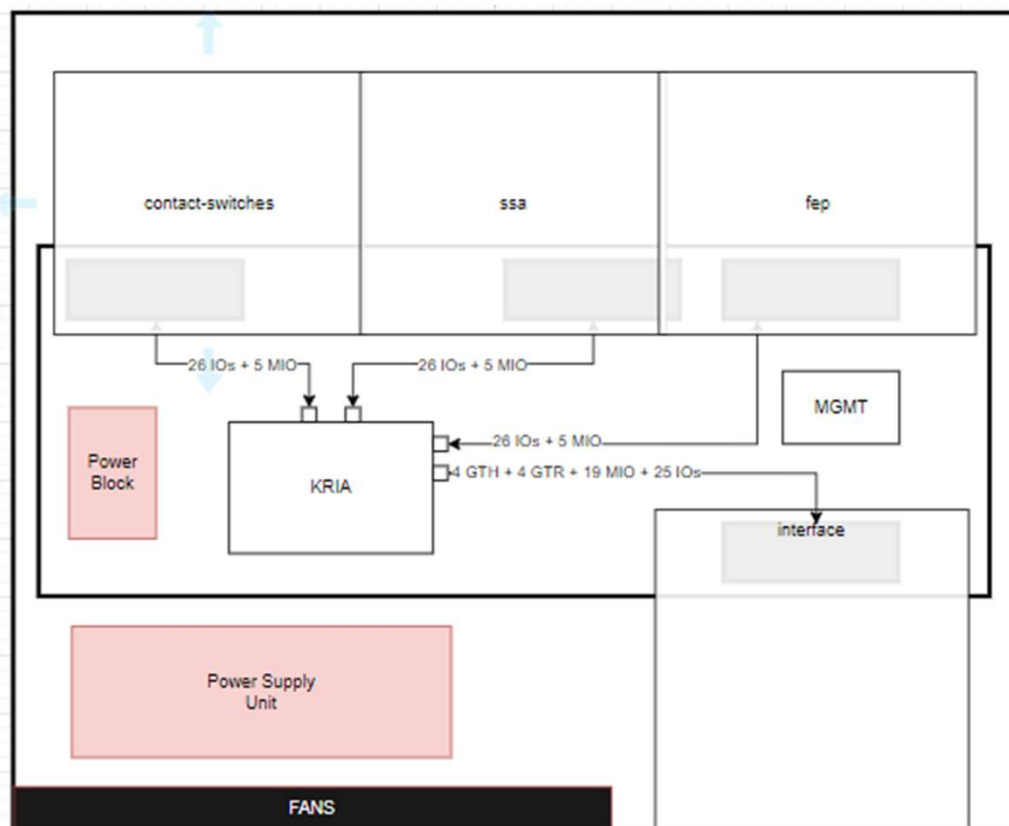 contact-switches
ssa
fep
26 IOs + 5 MIO
26 IOs + 5 MIO
MGMT
26 IOs + 5 MIO
Power
Block
KRIA
4 GTH + 4 GTR + 19 MIO + 25 IOs
interface
Power Supply
Unit
FANS